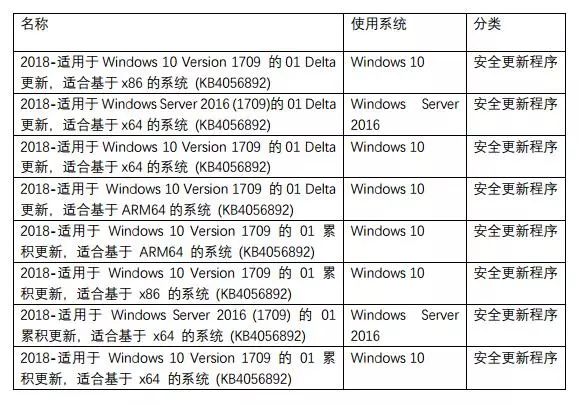 名称 使用系统 分类
2018-适用于 Windows 10 Version 1709 的 01 Delta Windows 10 安全更新程序
更新，适合基于 x86 的系统 (KB4056892)
2018-适用于 Windows Server 2016 (1709)的 01 Delta Windows Server 安全更新程序
更新，适合基于 x64 的系统 (KB4056892) 2016
2018-适用于 Windows 10 Version 1709 的 01 Delta Windows 10 安全更新程序
更新，适合基于 x64 的系统 (KB4056892)
2018-适用于 Windows 10 Version 1709 的 01 Delta Windows 10 安全更新程序
更新，适合基于 ARM64 的系统 (KB4056892)
2018-适用于 Windows 10 Version 1709 的 01 累 Windows 10 安全更新程序
积更新，适合基于 ARM64 的系统 (KB4056892)
2018-适用于 Windows 10 Version 1709 的 01 累 Windows 10 安全更新程序
积更新，适合基于 x86 的系统 (KB4056892)
2018-适用于 Windows Server 2016 (1709) 的 01 Windows Server 安全更新程序
累积更新，适合基于 x64 的系统 (KB4056892) 2016
2018-适用于 Windows 10 Version 1709 的 01 累 Windows 10 安全更新程序
积更新，适合基于 x64 的系统 (KB4056892)